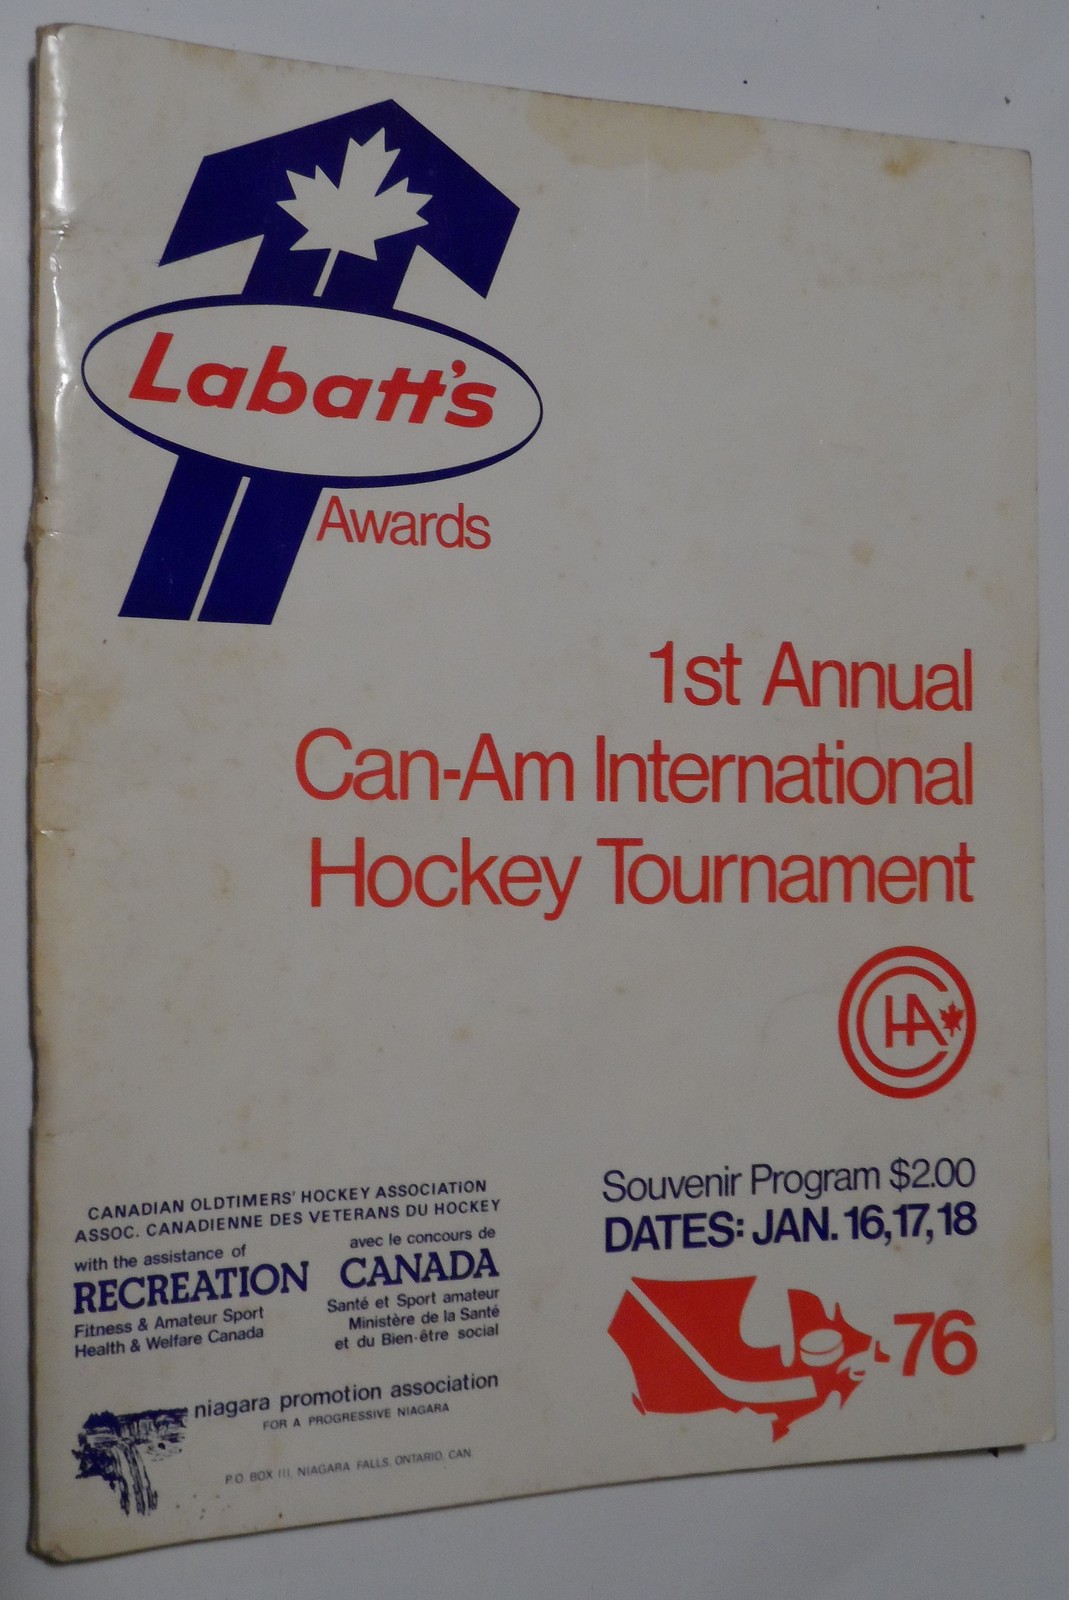 Labatt's
Awards
1st Annual
Can-Am International
Hockey Tournament
CHA
Souvenir Program $2.00
DATES: JAN. 16,17,18
76
CANADIAN OLDTIMERS' HOCKEY ASSOCIATION
ASSOC. CANADIENNE DES VETERANS DU HOCKEY
with the assistance of
RECREATION
Fitness & Amateur Sport
Health & Welfare Canada
avec le concours de
CANADA
Santé et Sport amateur
Ministère de la Santé
et du Bien-être social
niagara promotion association
FOR A PROGRESSIVE NIAGARA
P.O. BOX 111, NIAGARA FALLS, ONTARIO, CAN.